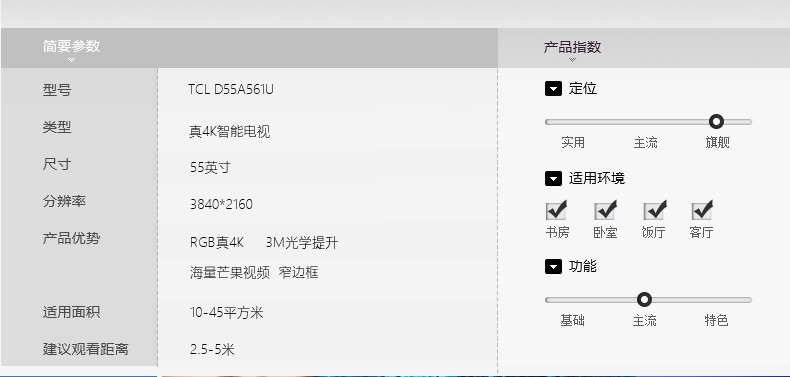 简要参数
型号 TCL D55A561U
类型 真4K智能电视
尺寸 55英寸
分辨率 3840*2160
产品优势 RGB真4K 3M光学提升
海量芒果视频 窄边框
适用面积 10-45平方米
建议观看距离 2.5-5米
产品指数
定位
实用 主流 旗舰
适用环境
书房 卧室 饭厅 客厅
功能
基础 主流 特色